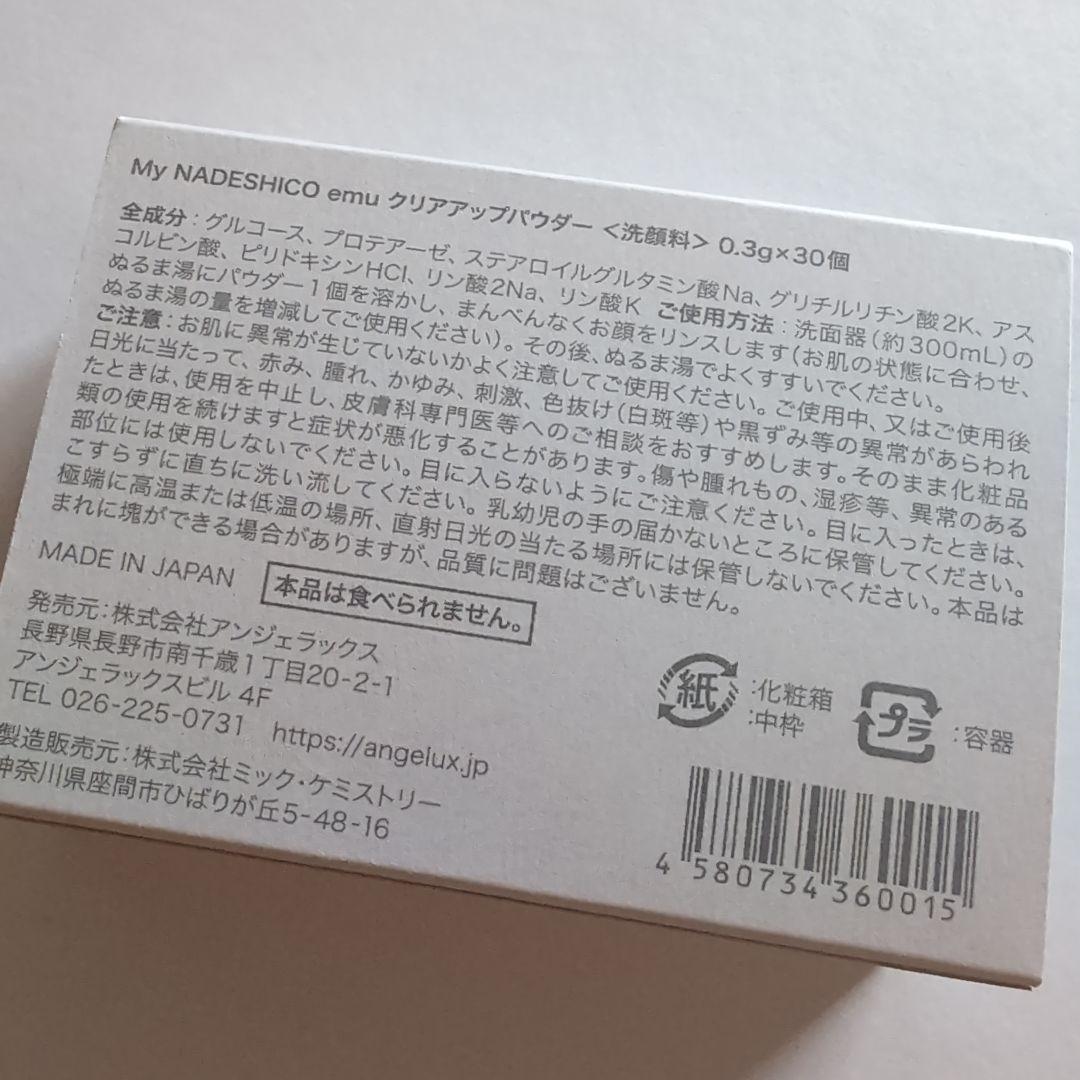 My NADESHICO emu クリアアップパウダー <洗顔料> 0.3g×30個
全成分：グルコース、プロテアーゼ、ステアロイルグルタミン酸Na、グリチルリチン酸2K、アス
コルビン酸、ピリドキシンHCl、リン酸2Na、リン酸K ご使用方法：洗面器(約300mL)の
ぬるま湯にパウダー1個を溶かし、まんべんなくお顔をリンスします(お肌の状態に合わせ、
ぬるま湯の量を増減してご使用ください)。その後、ぬるま湯でよくすすいでください。
ご注意：お肌に異常が生じていないかよく注意してご使用ください。ご使用中、又はご使用後
日光に当たって、赤み、腫れ、かゆみ、刺激、色抜け(白斑等)や黒ずみ等の異常があらわれ
たときは、使用を中止し、皮膚科専門医等へのご相談をおすすめします。そのまま化粧品
類の使用を続けますと症状が悪化することがあります。傷や腫れもの、湿疹等、異常のある
部位には使用しないでください。目に入らないようにご注意ください。目に入ったときは、
こすらずに直ちに洗い流してください。乳幼児の手の届かないところに保管してください。
極端に高温または低温の場所、直射日光の当たる場所には保管しないでください。本品は
まれに塊ができる場合がありますが、品質に問題はございません。
MADE IN JAPAN 本品は食べられません。
発売元：株式会社アンジェラックス
長野県長野市南千歳1丁目20-2-1
アンジェラックスビル 4F
TEL 026-225-0731 https://angelux.jp
製造販売元：株式会社ミック・ケミストリー
神奈川県座間市ひばりが丘5-48-16
紙 ：化粧箱
：中枠
プラ ：容器
4 580734 360015